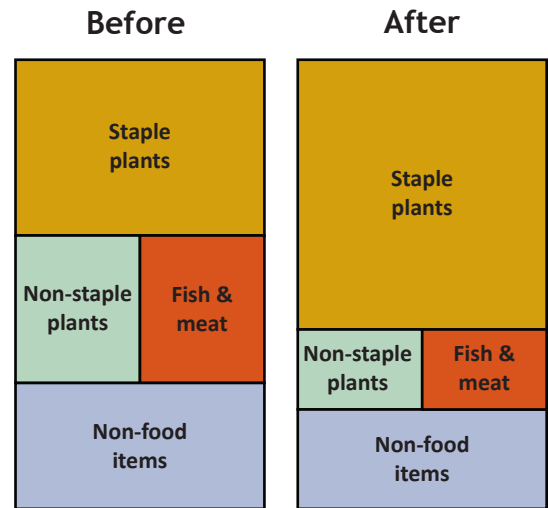 Before
Staple
plants
Non-staple
plants
Fish &
meat
Non-food
items
After
Staple
plants
Non-staple
plants
Fish &
meat
Non-food
items